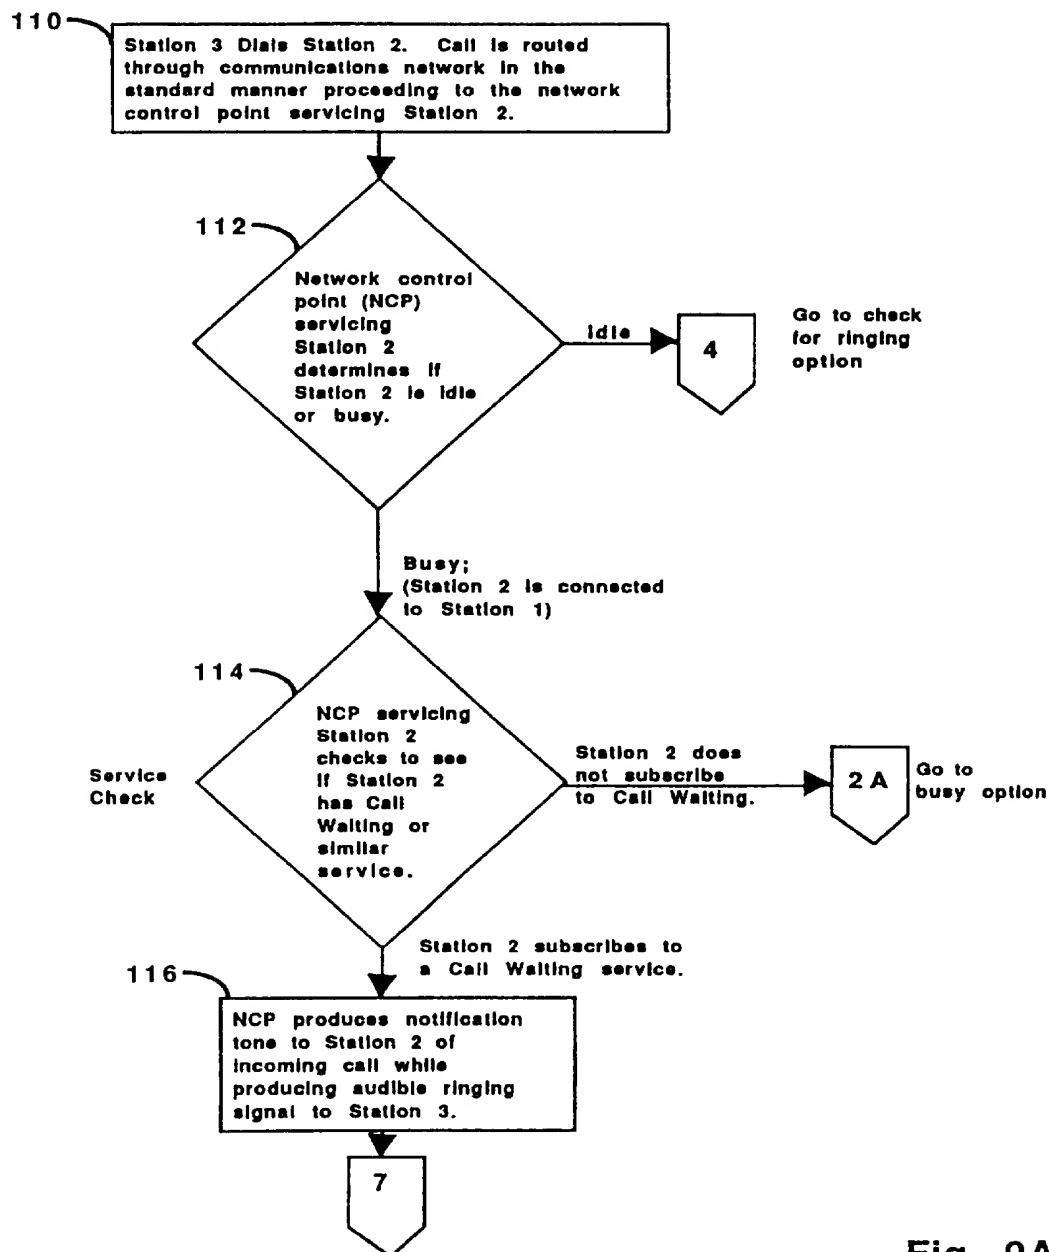 110
Station 3 Dials Station 2. Call is routed
through communications network in the
standard manner proceeding to the network
control point servicing Station 2.
112
Network control
point (NCP)
servicing
Station 2
determines if
Station 2 is idle
or busy.
Idle
4
Go to check
for ringing
option
Busy;
(Station 2 is connected
to Station 1)
114
NCP servicing
Station 2
checks to see
if Station 2
has Call
Waiting or
similar
service.
Service
Check
Station 2 does
not subscribe
to Call Waiting.
2A
Go to
busy option
Station 2 subscribes to
a Call Waiting service.
116
NCP produces notification
tone to Station 2 of
incoming call while
producing audible ringing
signal to Station 3.
7